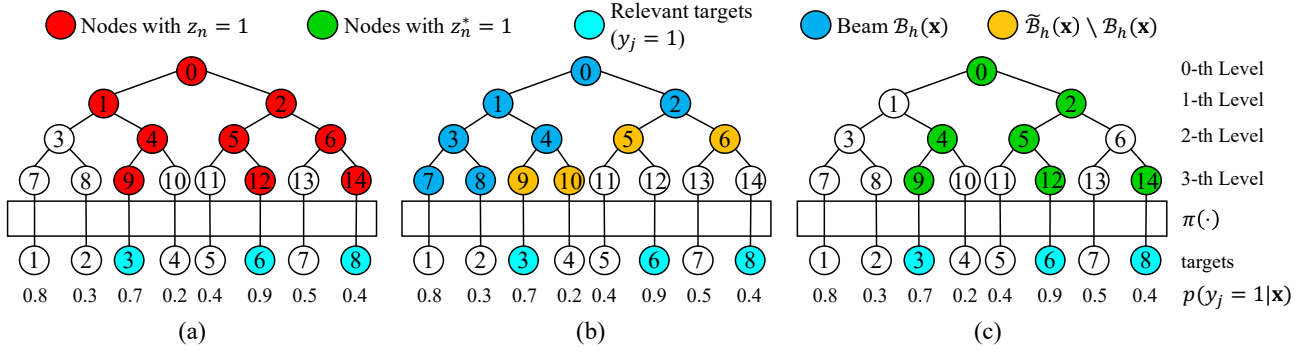 Nodes with z_n = 1
Nodes with z_n^* = 1
Relevant targets
(y_j = 1)
Beam ℬ_h(𝐱)
ℬ̃_h(𝐱) \ ℬ_h(𝐱)
0 0 0 0-th Level
1 2 1 2 1 2 1-th Level
3 4 5 6 3 4 5 6 3 4 5 6 2-th Level
7 8 9 10 11 12 13 14 7 8 9 10 11 12 13 14 7 8 9 10 11 12 13 14 3-th Level
π(·)
1 2 3 4 5 6 7 8 1 2 3 4 5 6 7 8 1 2 3 4 5 6 7 8 targets
0.8 0.3 0.7 0.2 0.4 0.9 0.5 0.4 0.8 0.3 0.7 0.2 0.4 0.9 0.5 0.4 0.8 0.3 0.7 0.2 0.4 0.9 0.5 0.4 p(y_j = 1|𝐱)
(a) (b) (c)